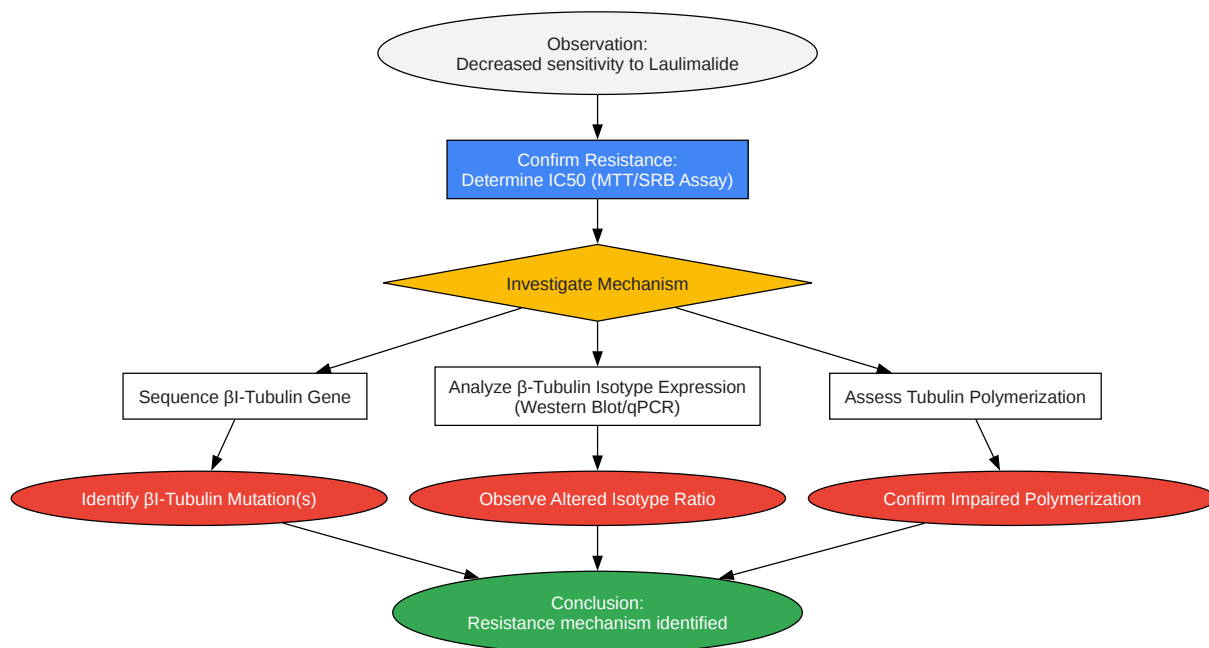 Observation:
Decreased sensitivity to Laulimalide
Confirm Resistance:
Determine IC50 (MTT/SRB Assay)
Investigate Mechanism
Sequence βI-Tubulin Gene
Analyze β-Tubulin Isotype Expression
(Western Blot/qPCR)
Assess Tubulin Polymerization
Identify βI-Tubulin Mutation(s)
Observe Altered Isotype Ratio
Confirm Impaired Polymerization
Conclusion:
Resistance mechanism identified